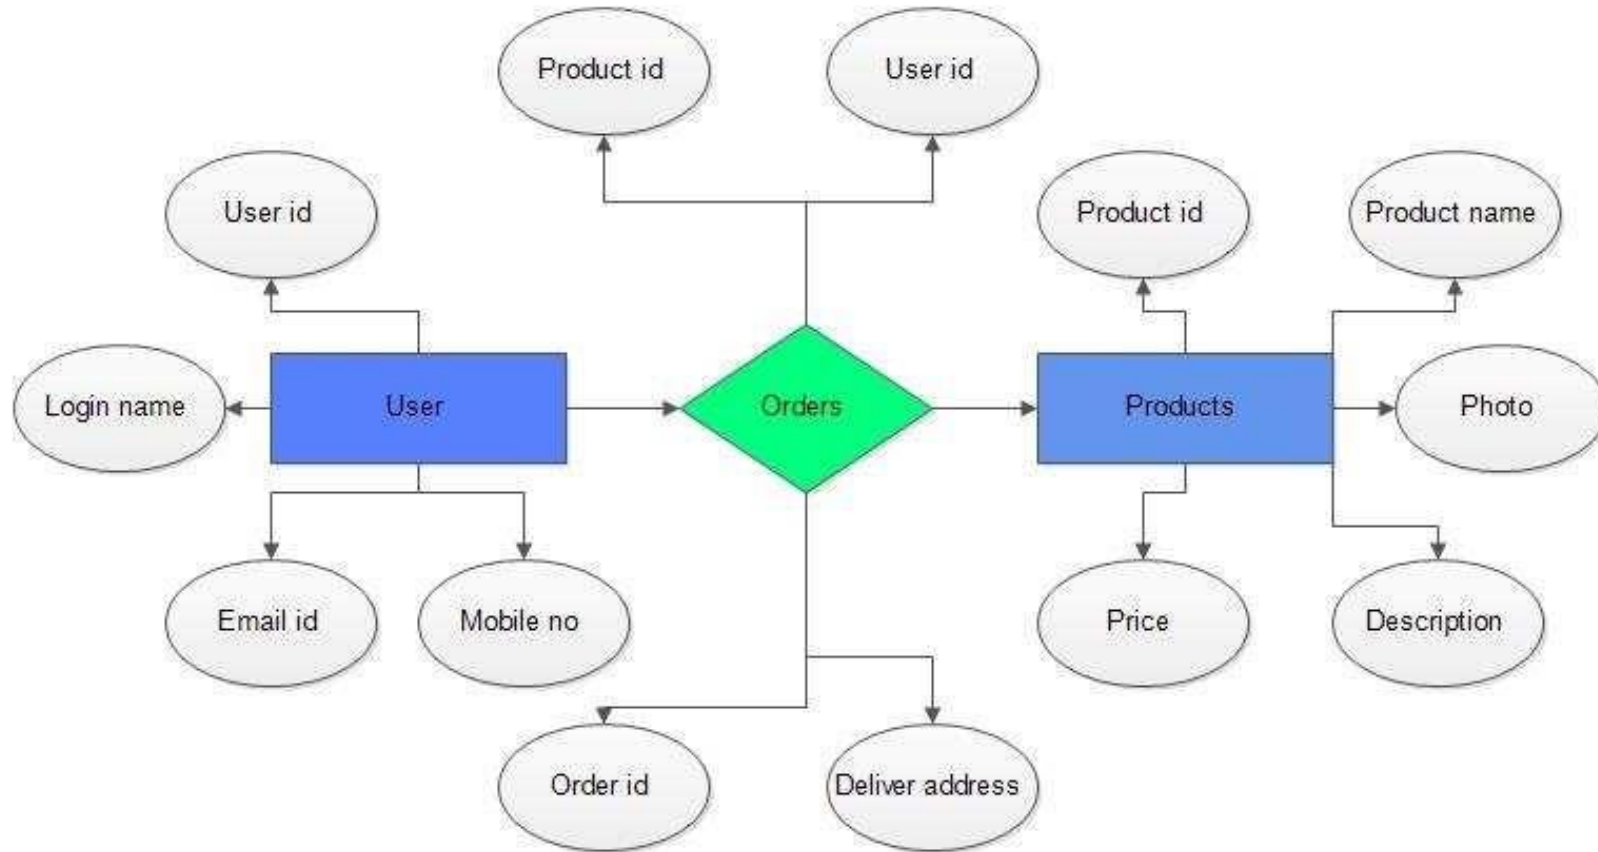 Product id
User id
User id
Product id
Product name
Login name
User
Orders
Products
Photo
Email id
Mobile no
Price
Description
Order id
Deliver address